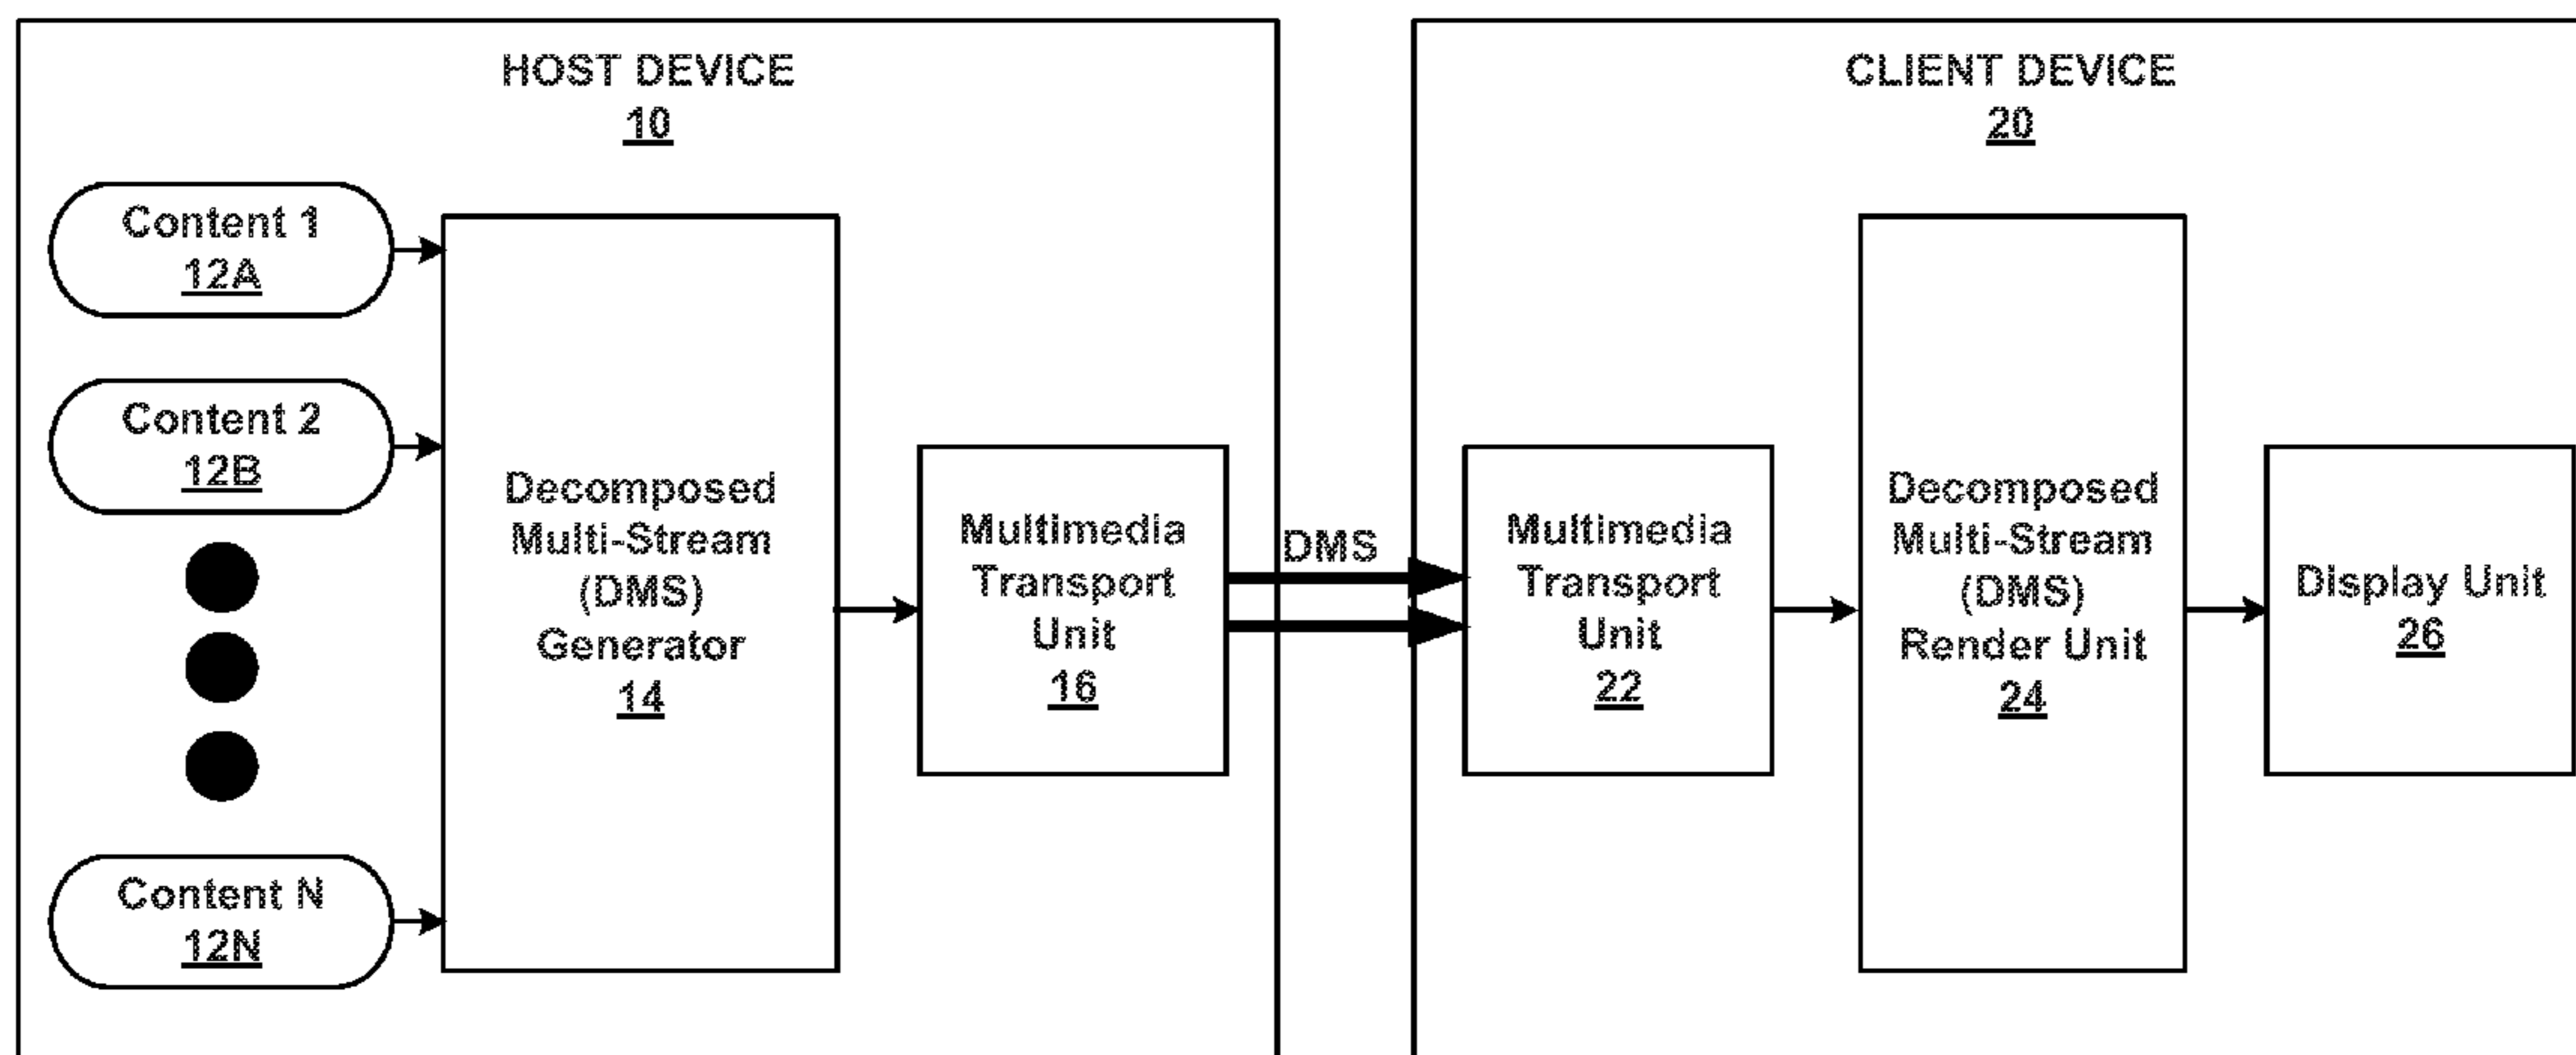 HOST DEVICE
10
Content 1
12A
Content 2
12B
Content N
12N
Decomposed
Multi-Stream
(DMS)
Generator
14
Multimedia
Transport
Unit
16
DMS
CLIENT DEVICE
20
Multimedia
Transport
Unit
22
Decomposed
Multi-Stream
(DMS)
Render Unit
24
Display Unit
26